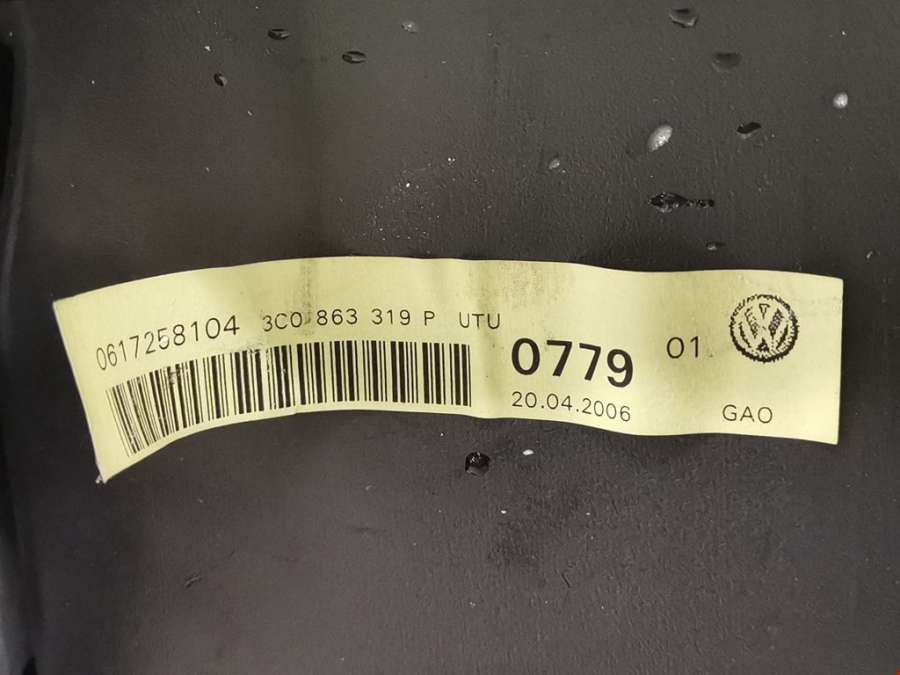 0617258104 3C0 863 319 P UTU
0779 01
20.04.2006 GAO